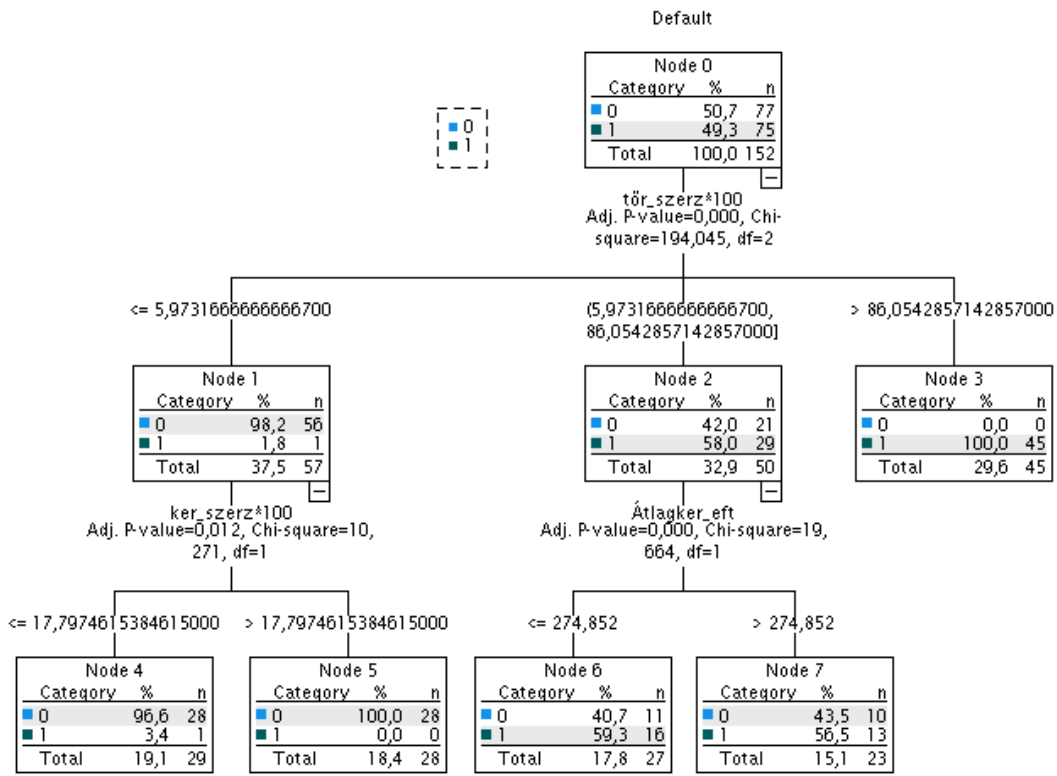 Default
Node 0
Category % n
0 50,7 77
1 49,3 75
Total 100,0 152
0
1
tőr_szerz*100
Adj. P-value=0,000, Chi-
square=194,045, df=2
<= 5,9731666666666700
(5,9731666666666700,
86,0542857142857000]
> 86,0542857142857000
Node 1
Category % n
0 98,2 56
1 1,8 1
Total 37,5 57
Node 2
Category % n
0 42,0 21
1 58,0 29
Total 32,9 50
Node 3
Category % n
0 0,0 0
1 100,0 45
Total 29,6 45
ker_szerz*100
Adj. P-value=0,012, Chi-square=10,
271, df=1
Átlagker_eft
Adj. P-value=0,000, Chi-square=19,
664, df=1
<= 17,7974615384615000
> 17,7974615384615000
<= 274,852
> 274,852
Node 4
Category % n
0 96,6 28
1 3,4 1
Total 19,1 29
Node 5
Category % n
0 100,0 28
1 0,0 0
Total 18,4 28
Node 6
Category % n
0 40,7 11
1 59,3 16
Total 17,8 27
Node 7
Category % n
0 43,5 10
1 56,5 13
Total 15,1 23